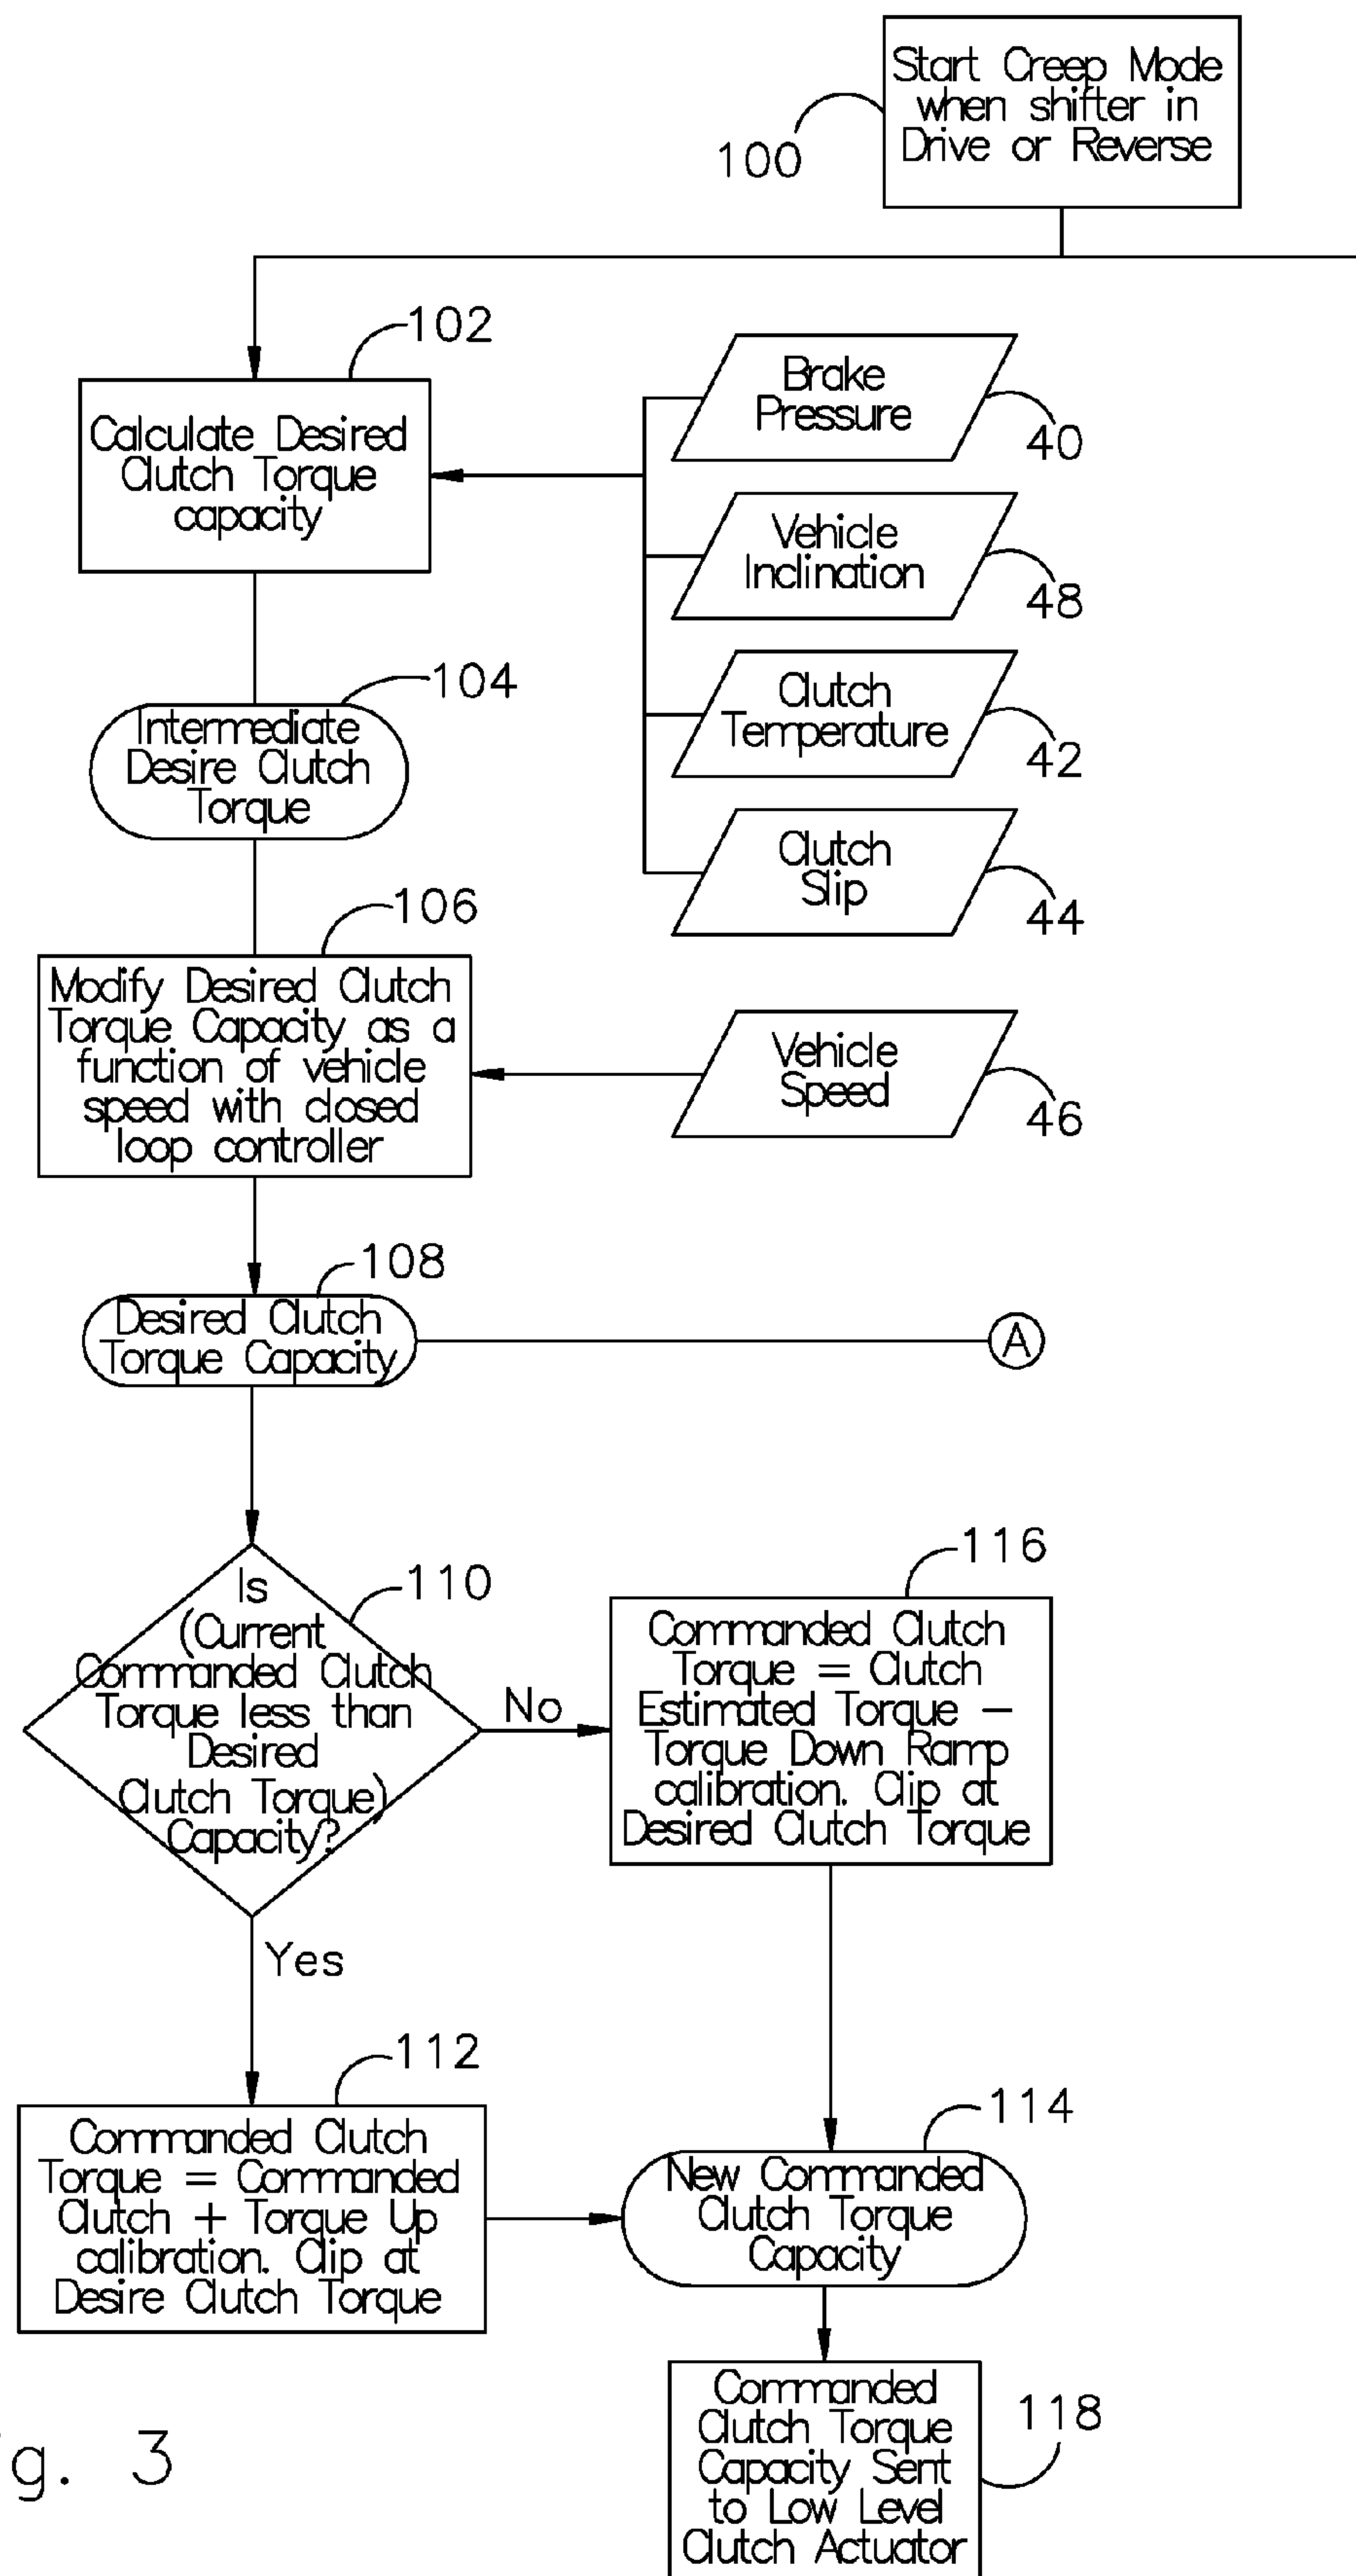 Start Creep Mode
when shifter in
Drive or Reverse
100
102
Calculate Desired
Clutch Torque
capacity
Brake
Pressure
40
Vehicle
Inclination
48
Clutch
Temperature
42
Clutch
Slip
44
104
Intermediate
Desire Clutch
Torque
106
Modify Desired Clutch
Torque Capacity as a
function of vehicle
speed with closed
loop controller
Vehicle
Speed
46
108
Desired Clutch
Torque Capacity
A
110
Is
(Current
Commanded Clutch
Torque less than
Desired
Clutch Torque)
Capacity?
No
Yes
116
Commanded Clutch
Torque = Clutch
Estimated Torque –
Torque Down Ramp
calibration. Clip at
Desired Clutch Torque
112
Commanded Clutch
Torque = Commanded
Clutch + Torque Up
calibration. Clip at
Desire Clutch Torque
114
New Commanded
Clutch Torque
Capacity
118
Commanded
Clutch Torque
Capacity Sent
to Low Level
Clutch Actuator
g. 3